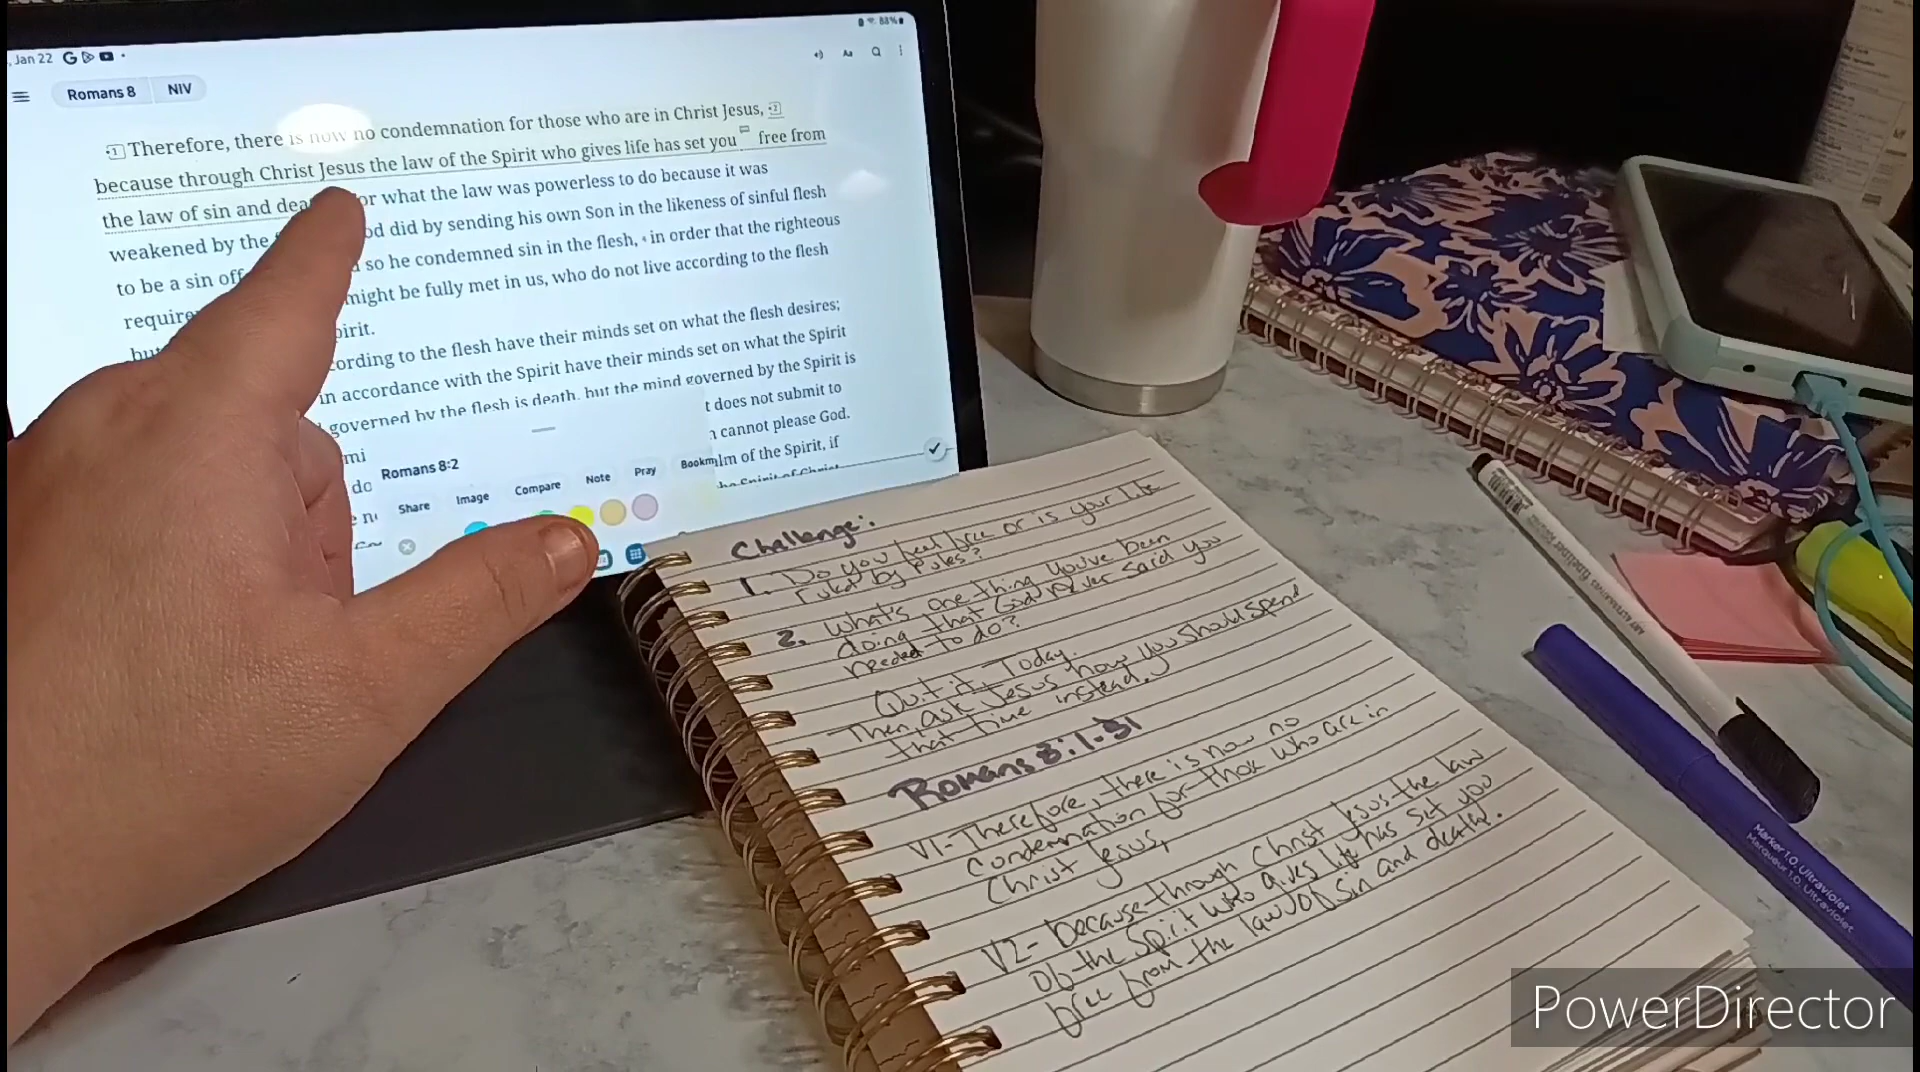 , Jan 22
88%
Romans 8 NIV
Aa
1 Therefore, there is now no condemnation for those who are in Christ Jesus, 2
because through Christ Jesus the law of the Spirit who gives life has set you free from
the law of sin and dea or what the law was powerless to do because it was
weakened by the od did by sending his own Son in the likeness of sinful flesh
to be a sin off so he condemned sin in the flesh, 4 in order that the righteous
require might be fully met in us, who do not live according to the flesh
but pirit.
ording to the flesh have their minds set on what the flesh desires;
in accordance with the Spirit have their minds set on what the Spirit
governed by the flesh is death, but the mind governed by the Spirit is
mi t does not submit to
do cannot please God.
lm of the Spirit, if
he Spirit of Christ
Romans 8:2
Share Image Compare Note Pray Bookm
Challenge:
1. Do you feel free or is your life
ruled by rules?
2. What's one thing you've been
doing that God never said you
needed to do?
Quit it, Today.
Then, ask Jesus how you should spend
that time instead.
Romans 8:1-31
V1- Therefore, there is now no
condemnation for those who are in
Christ Jesus,
V2- because through Christ Jesus the law
of the Spirit who gives life has set you
free from the law of sin and death.
Marker 1.0. Ultraviolet
Marqueur 1.0. Ultraviolet
PowerDirector